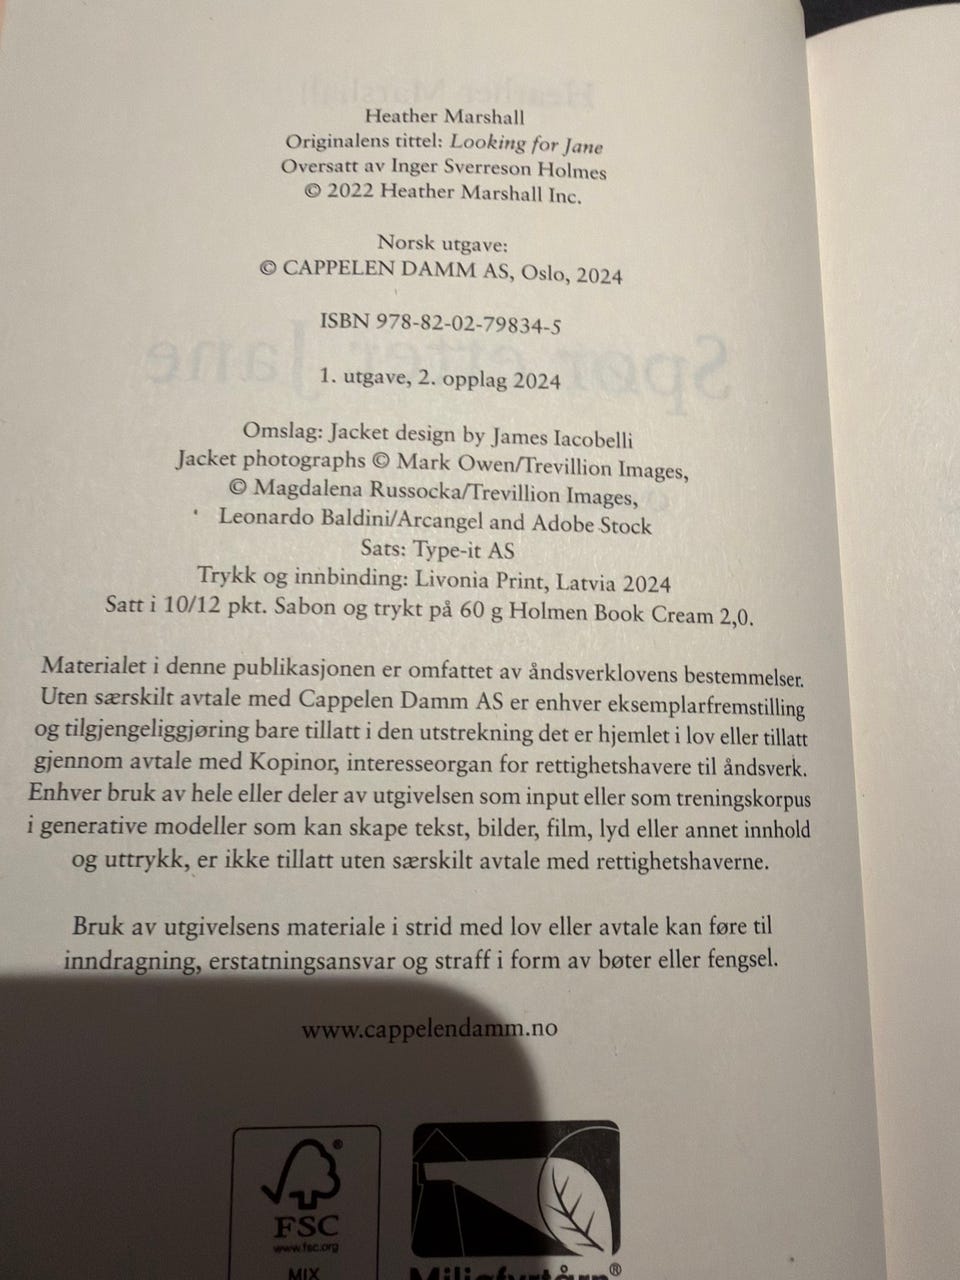 Heather Marshall
Originalens tittel: Looking for Jane
Oversatt av Inger Sverreson Holmes
© 2022 Heather Marshall Inc.
Norsk utgave:
© CAPPELEN DAMM AS, Oslo, 2024
ISBN 978-82-02-79834-5
1. utgave, 2. opplag 2024
Omslag: Jacket design by James Iacobelli
Jacket photographs © Mark Owen/Trevillion Images,
© Magdalena Russocka/Trevillion Images,
Leonardo Baldini/Arcangel and Adobe Stock
Sats: Type-it AS
Trykk og innbinding: Livonia Print, Latvia 2024
Satt i 10/12 pkt. Sabon og trykt på 60 g Holmen Book Cream 2,0.
Materialet i denne publikasjonen er omfattet av åndsverklovens bestemmelser.
Uten særskilt avtale med Cappelen Damm AS er enhver eksemplarfremstilling
og tilgjengeliggjøring bare tillatt i den utstrekning det er hjemlet i lov eller tillatt
gjennom avtale med Kopinor, interesseorgan for rettighetshavere til åndsverk.
Enhver bruk av hele eller deler av utgivelsen som input eller som treningskorpus
i generative modeller som kan skape tekst, bilder, film, lyd eller annet innhold
og uttrykk, er ikke tillatt uten særskilt avtale med rettighetshaverne.
Bruk av utgivelsens materiale i strid med lov eller avtale kan føre til
inndragning, erstatningsansvar og straff i form av bøter eller fengsel.
www.cappelendamm.no
FSC
www.fsc.org
MIX
Miljøfyrtårn®